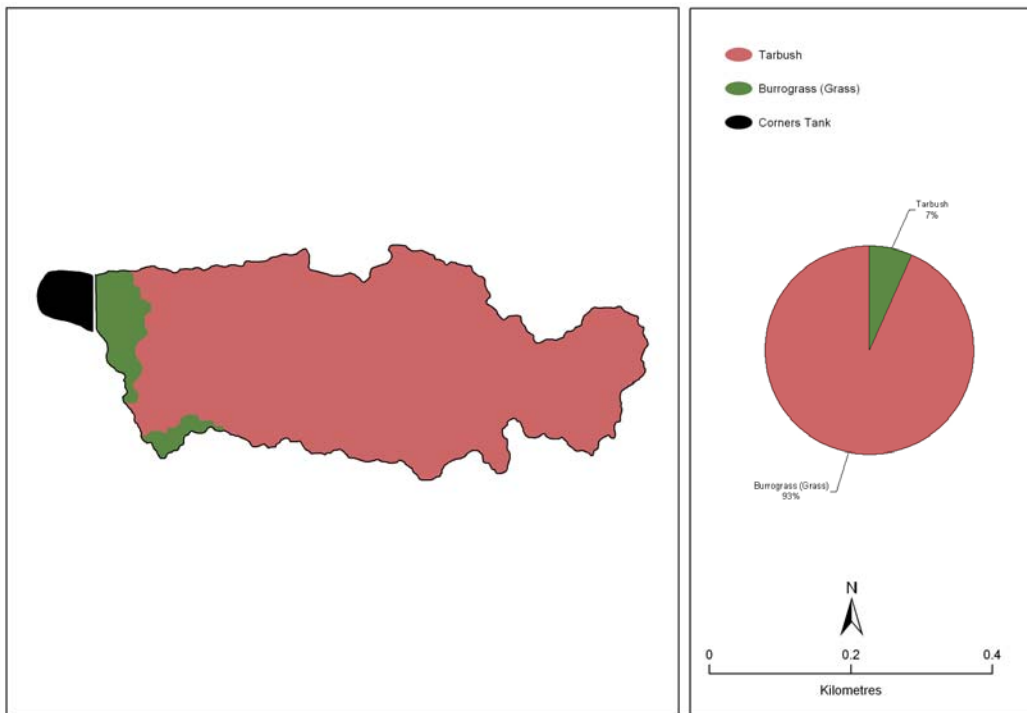 Tarbush
Burrograss (Grass)
Corners Tank
Tarbush
7%
Burrograss (Grass)
93%
N
0
0.2
0.4
Kilometres